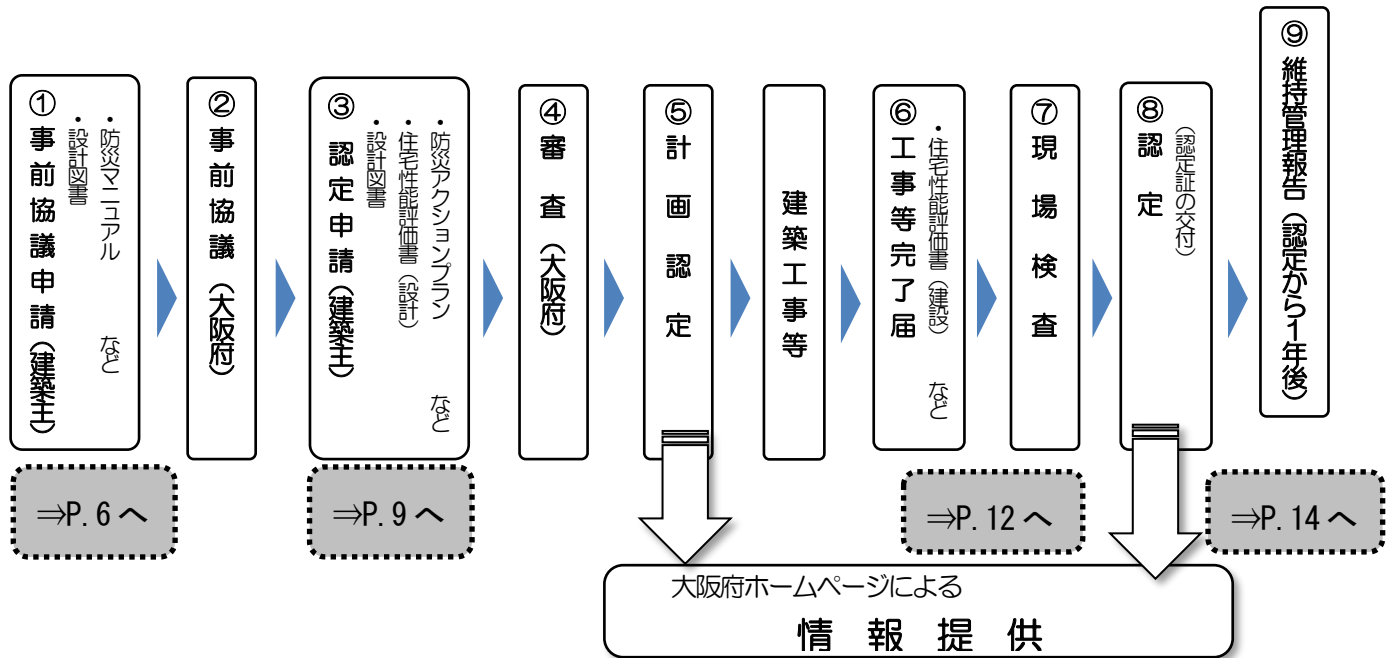 ①事前協議申請(建築主)
・設計図書
・防災マニュアル など
②事前協議(大阪府)
③認定申請(建築主)
・設計図書
・住宅性能評価書(設計)
・防災アクションプラン など
④審査(大阪府)
⑤計画認定
建築工事等
⑥工事等完了届
・住宅性能評価書(建設) など
⑦現場検査
⑧認定
(認定証の交付)
⑨維持管理報告(認定から1年後)
⇒P.6へ
⇒P.9へ
⇒P.12へ
⇒P.14へ
大阪府ホームページによる
情報提供